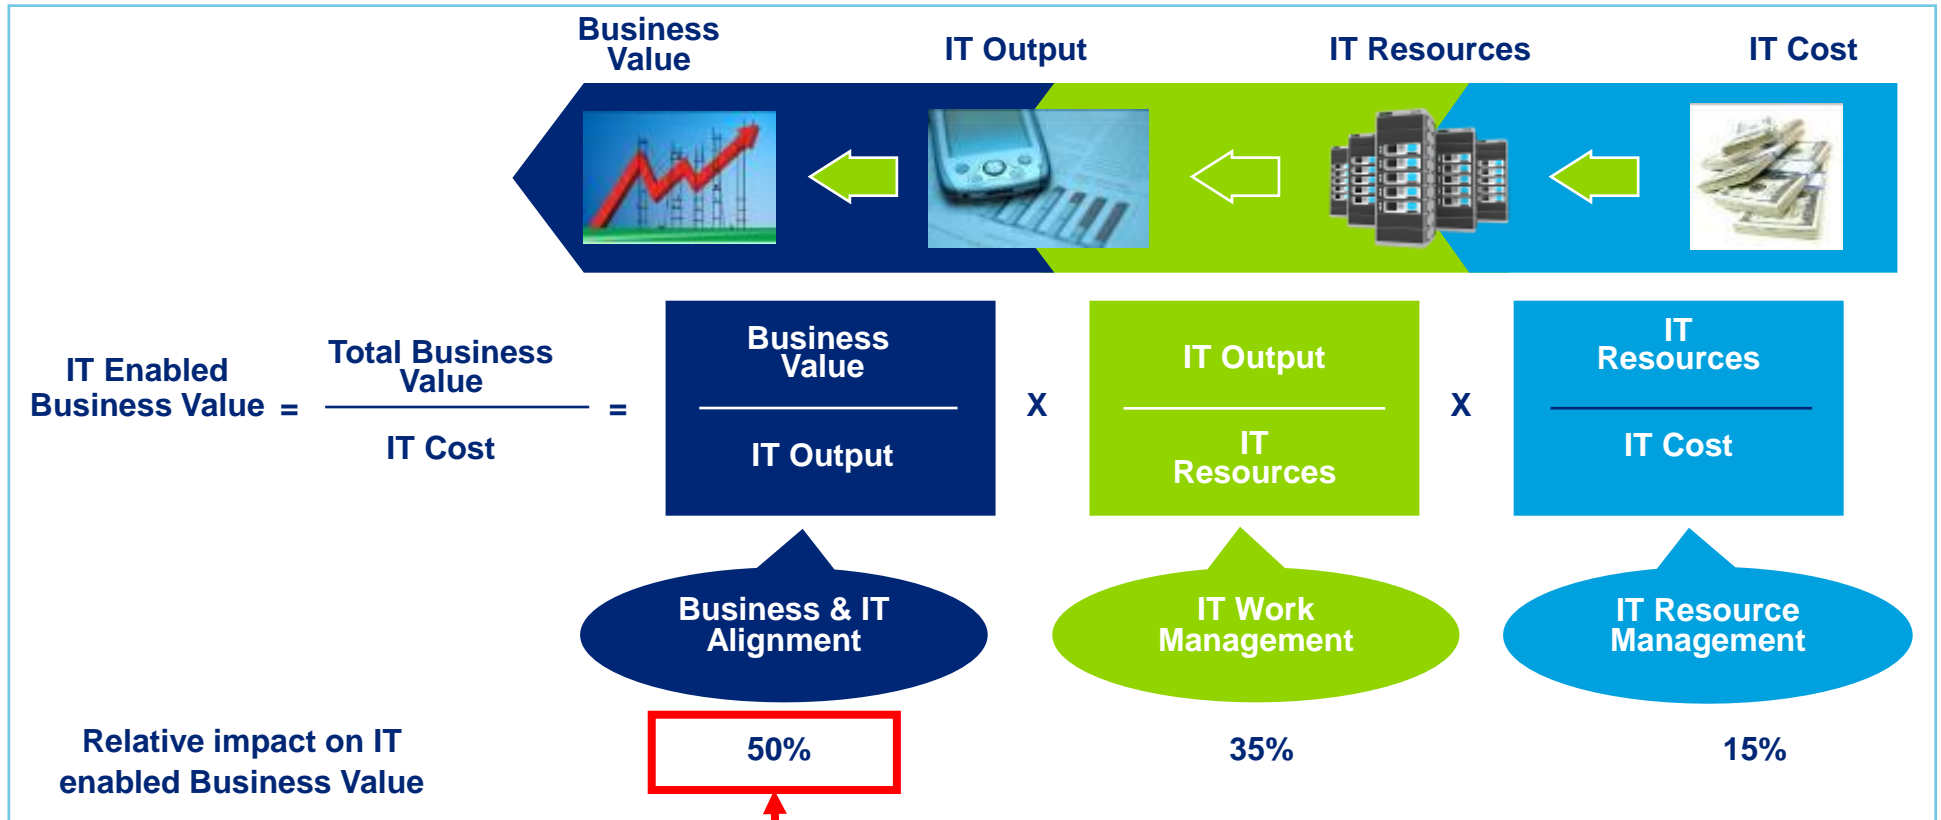 Business
Value
IT Output
IT Resources
IT Cost
IT Enabled
Business Value
=
Total Business
Value
IT Cost
=
Business
Value
IT Output
X
IT Output
IT
Resources
X
IT
Resources
IT Cost
Business & IT
Alignment
IT Work
Management
IT Resource
Management
Relative impact on IT
enabled Business Value
50%
35%
15%